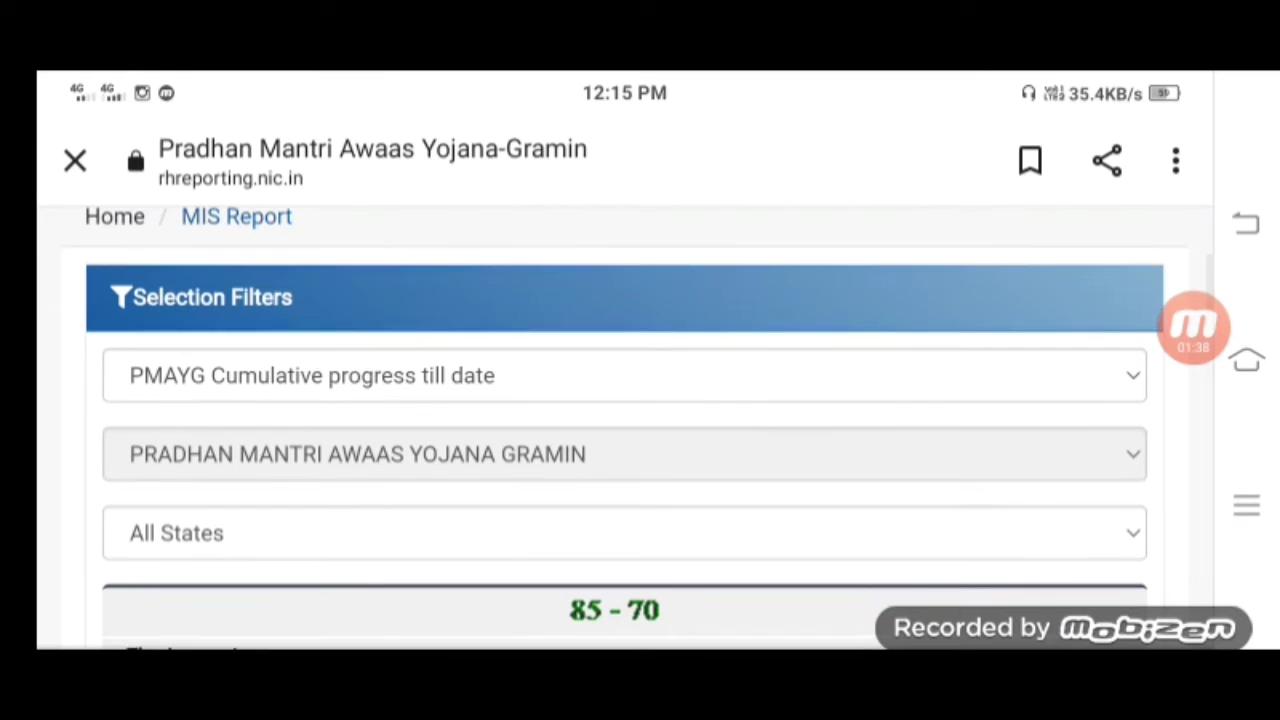 4G 4G 12:15 PM 35.4KB/s
Pradhan Mantri Awaas Yojana-Gramin
rhreporting.nic.in
Home / MIS Report
Selection Filters
01:38
PMAYG Cumulative progress till date
PRADHAN MANTRI AWAAS YOJANA GRAMIN
All States
85 - 70
Recorded by mobizen